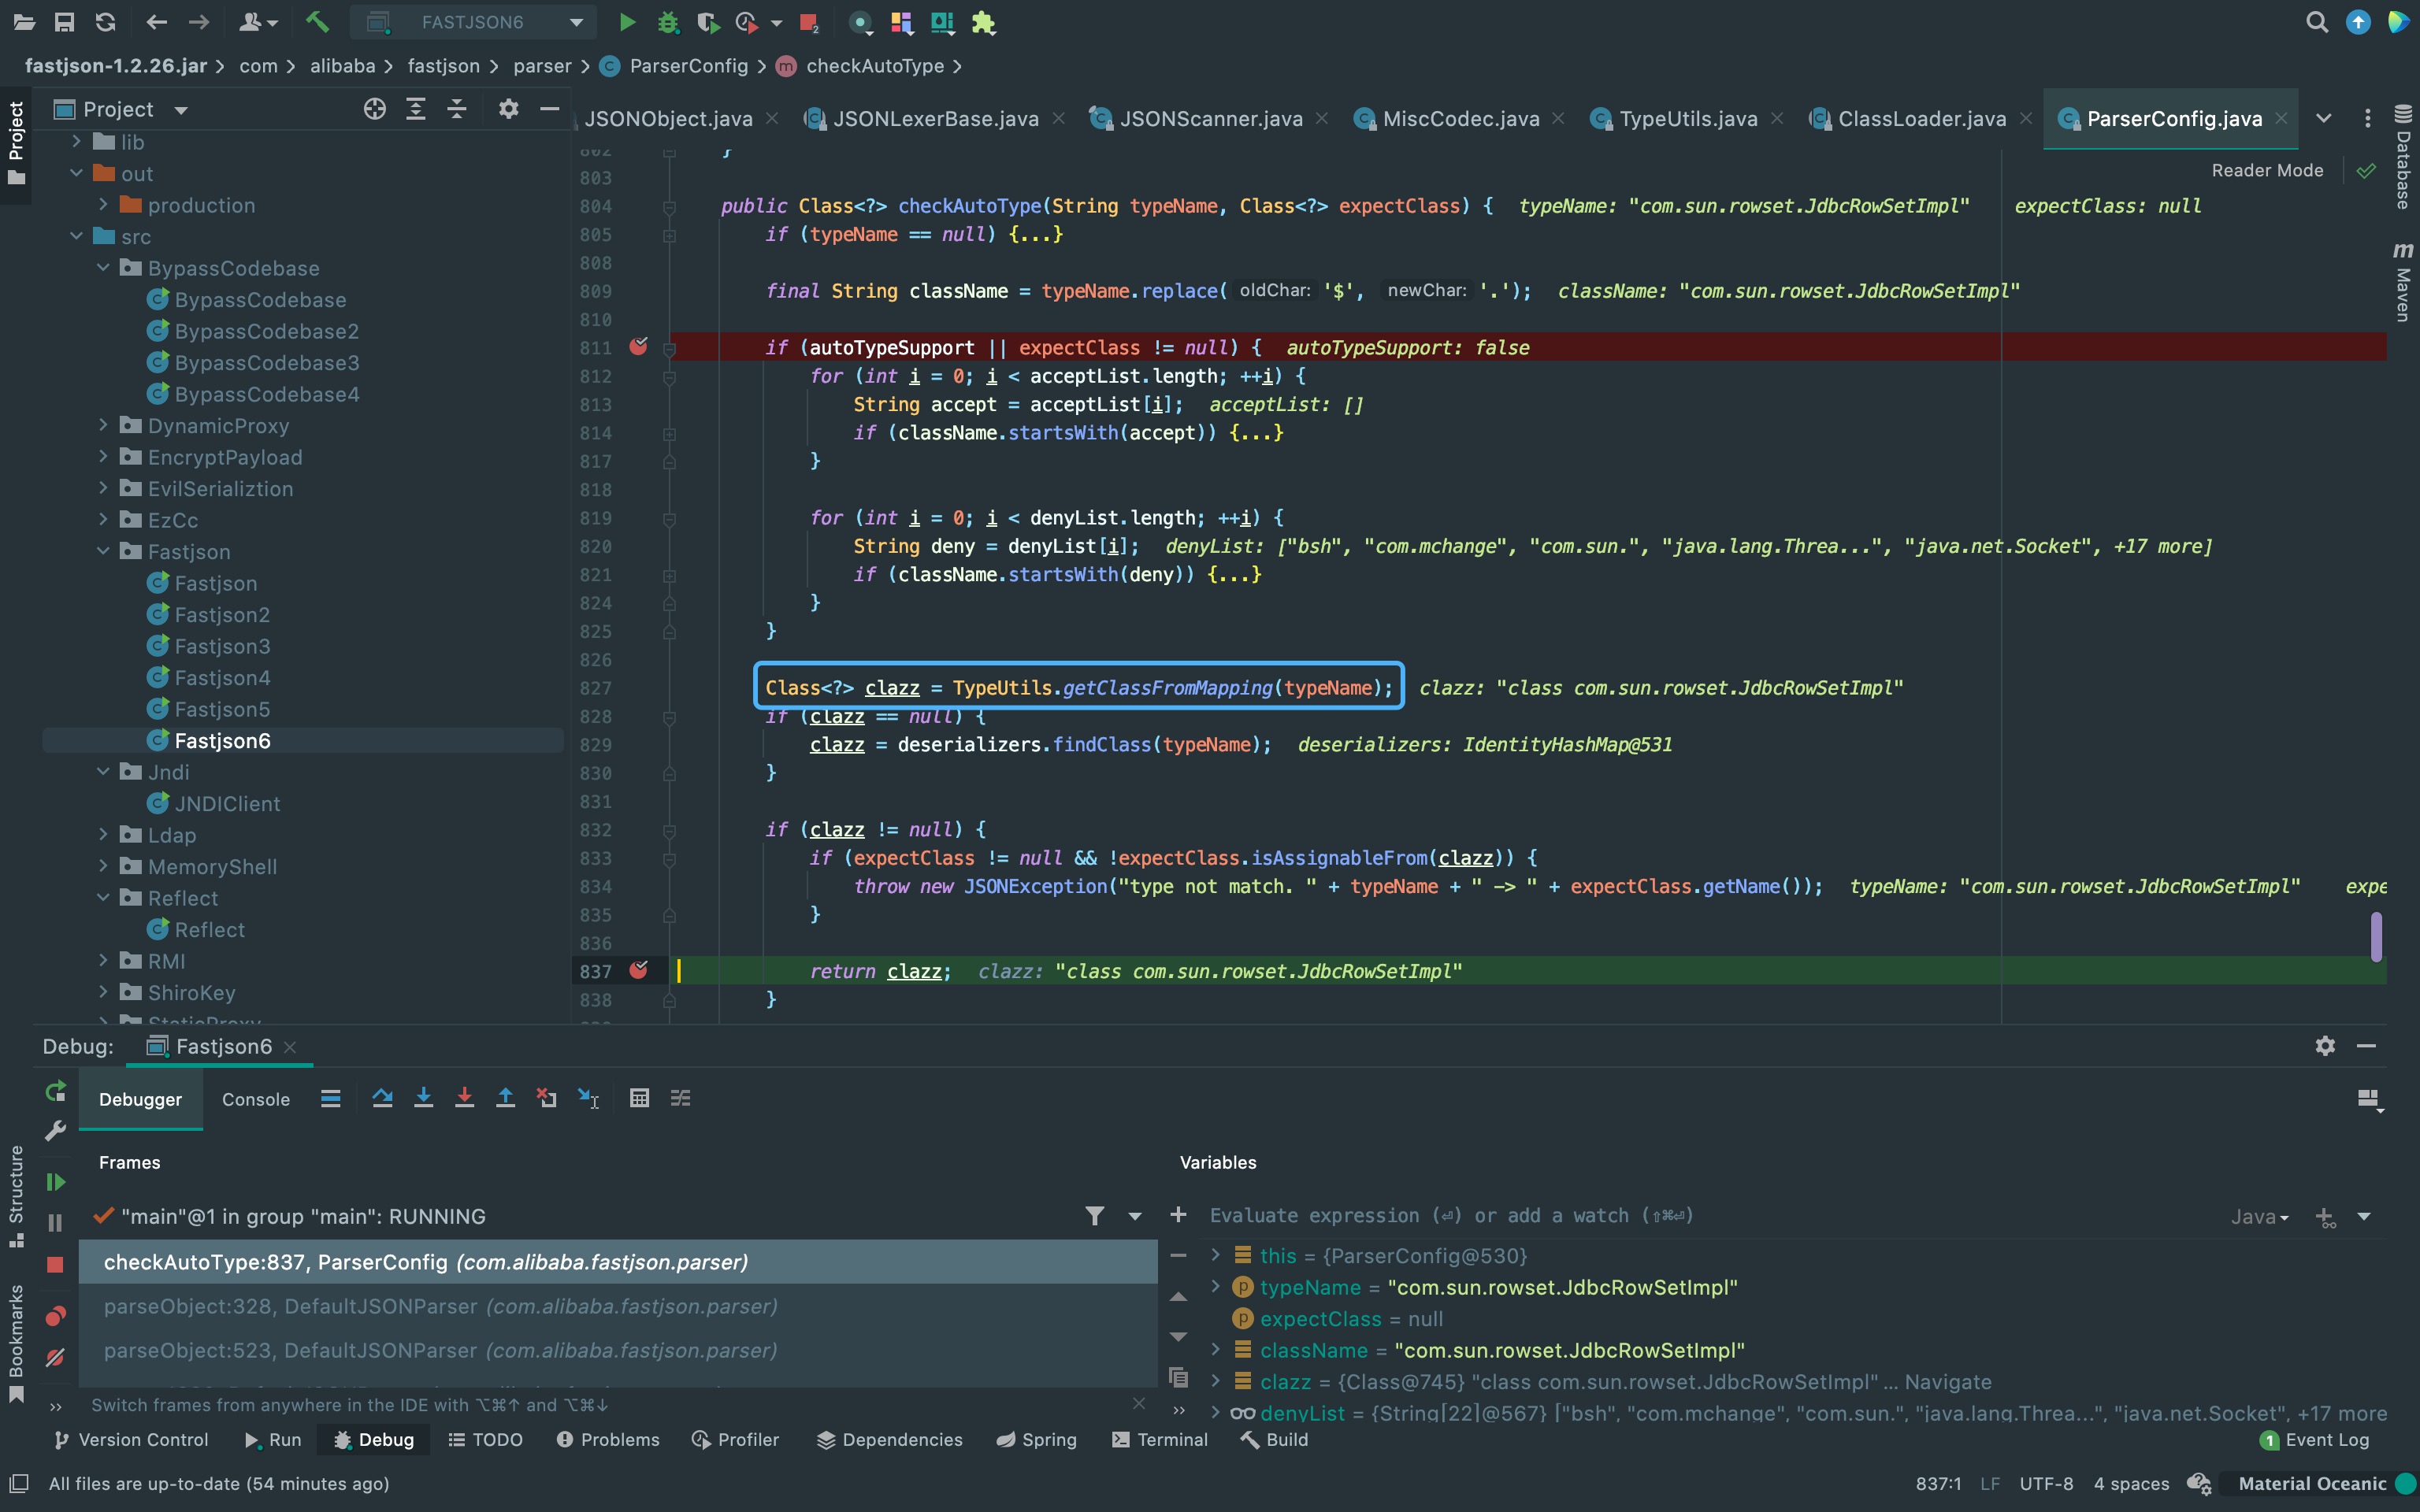 FASTJSON6
fastjson-1.2.26.jar > com > alibaba > fastjson > parser > ParserConfig > checkAutoType >
Project
Project
lib
out
production
src
BypassCodebase
BypassCodebase
BypassCodebase2
BypassCodebase3
BypassCodebase4
DynamicProxy
EncryptPayload
EvilSerializtion
EzCc
Fastjson
Fastjson
Fastjson2
Fastjson3
Fastjson4
Fastjson5
Fastjson6
Jndi
JNDIClient
Ldap
MemoryShell
Reflect
Reflect
RMI
ShiroKey
JSONObject.java JSONLexerBase.java JSONScanner.java MiscCodec.java TypeUtils.java ClassLoader.java ParserConfig.java
Reader Mode
Database
Maven
802 }
803
804 public Class<?> checkAutoType(String typeName, Class<?> expectClass) { typeName: "com.sun.rowset.JdbcRowSetImpl" expectClass: null
805 if (typeName == null) {...}
808
809 final String className = typeName.replace( oldChar: '$', newChar: '.'); className: "com.sun.rowset.JdbcRowSetImpl"
810
811 if (autoTypeSupport || expectClass != null) { autoTypeSupport: false
812 for (int i = 0; i < acceptList.length; ++i) {
813 String accept = acceptList[i]; acceptList: []
814 if (className.startsWith(accept)) {...}
817 }
818
819 for (int i = 0; i < denyList.length; ++i) {
820 String deny = denyList[i]; denyList: ["bsh", "com.mchange", "com.sun.", "java.lang.Threa...", "java.net.Socket", +17 more]
821 if (className.startsWith(deny)) {...}
824 }
825 }
826
827 Class<?> clazz = TypeUtils.getClassFromMapping(typeName); clazz: "class com.sun.rowset.JdbcRowSetImpl"
828 if (clazz == null) {
829 clazz = deserializers.findClass(typeName); deserializers: IdentityHashMap@531
830 }
831
832 if (clazz != null) {
833 if (expectClass != null && !expectClass.isAssignableFrom(clazz)) {
834 throw new JSONException("type not match. " + typeName + " -> " + expectClass.getName()); typeName: "com.sun.rowset.JdbcRowSetImpl" expe
835 }
836
837 return clazz; clazz: "class com.sun.rowset.JdbcRowSetImpl"
838 }
Debug: Fastjson6
Debugger Console
Structure
Bookmarks
Frames
"main"@1 in group "main": RUNNING
checkAutoType:837, ParserConfig (com.alibaba.fastjson.parser)
parseObject:328, DefaultJSONParser (com.alibaba.fastjson.parser)
parseObject:523, DefaultJSONParser (com.alibaba.fastjson.parser)
Switch frames from anywhere in the IDE with ⌥⌘↑ and ⌥⌘↓
Variables
Evaluate expression (⏎) or add a watch (⇧⌘⏎)
Java
this = {ParserConfig@530}
typeName = "com.sun.rowset.JdbcRowSetImpl"
expectClass = null
className = "com.sun.rowset.JdbcRowSetImpl"
clazz = {Class@745} "class com.sun.rowset.JdbcRowSetImpl" ... Navigate
denyList = {String[22]@567} ["bsh", "com.mchange", "com.sun.", "java.lang.Threa...", "java.net.Socket", +17 more
Version Control Run Debug TODO Problems Profiler Dependencies Spring Terminal Build
1 Event Log
All files are up-to-date (54 minutes ago)
837:1 LF UTF-8 4 spaces Material Oceanic